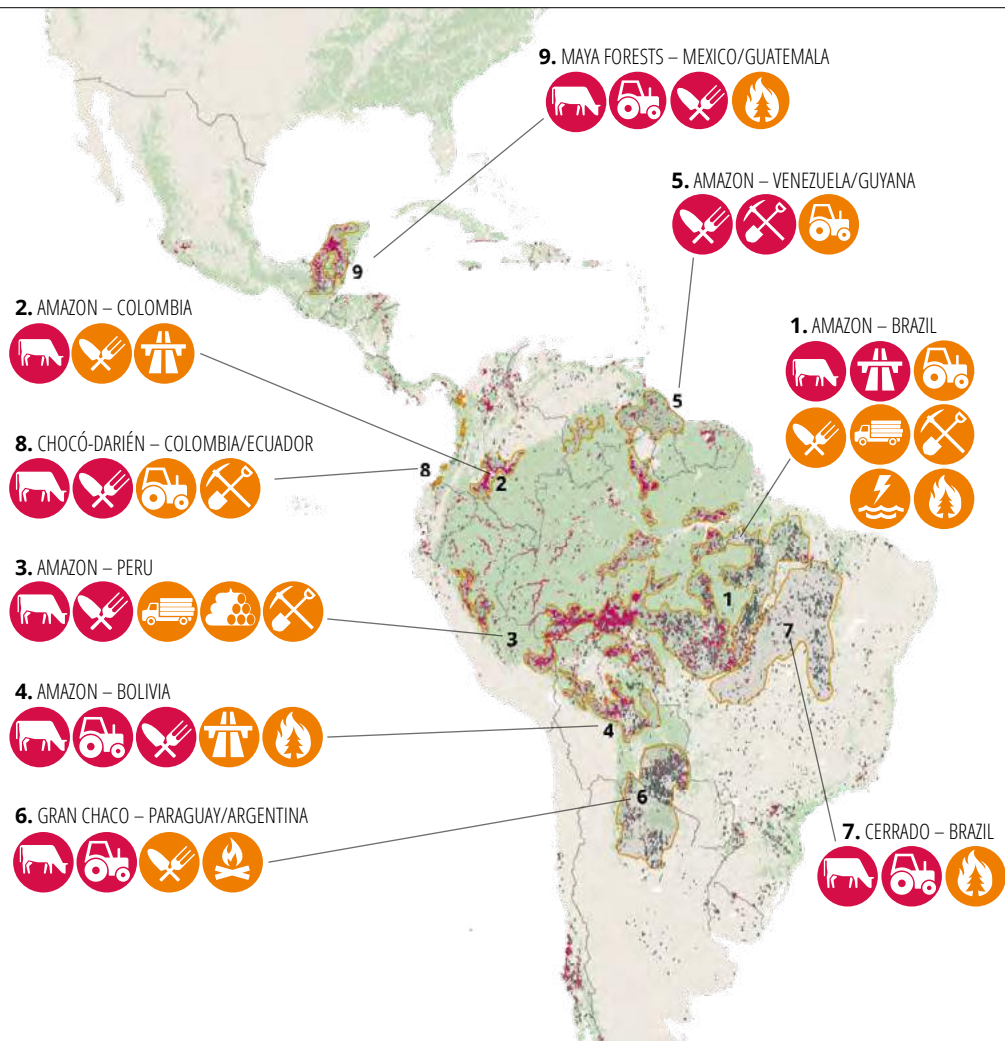 9. MAYA FORESTS – MEXICO/GUATEMALA
5. AMAZON – VENEZUELA/GUYANA
9
2. AMAZON – COLOMBIA
1. AMAZON – BRAZIL
5
8. CHOCÓ-DARIÉN – COLOMBIA/ECUADOR
8
2
3. AMAZON – PERU
1
7
3
4. AMAZON – BOLIVIA
4
6. GRAN CHACO – PARAGUAY/ARGENTINA
6
7. CERRADO – BRAZIL